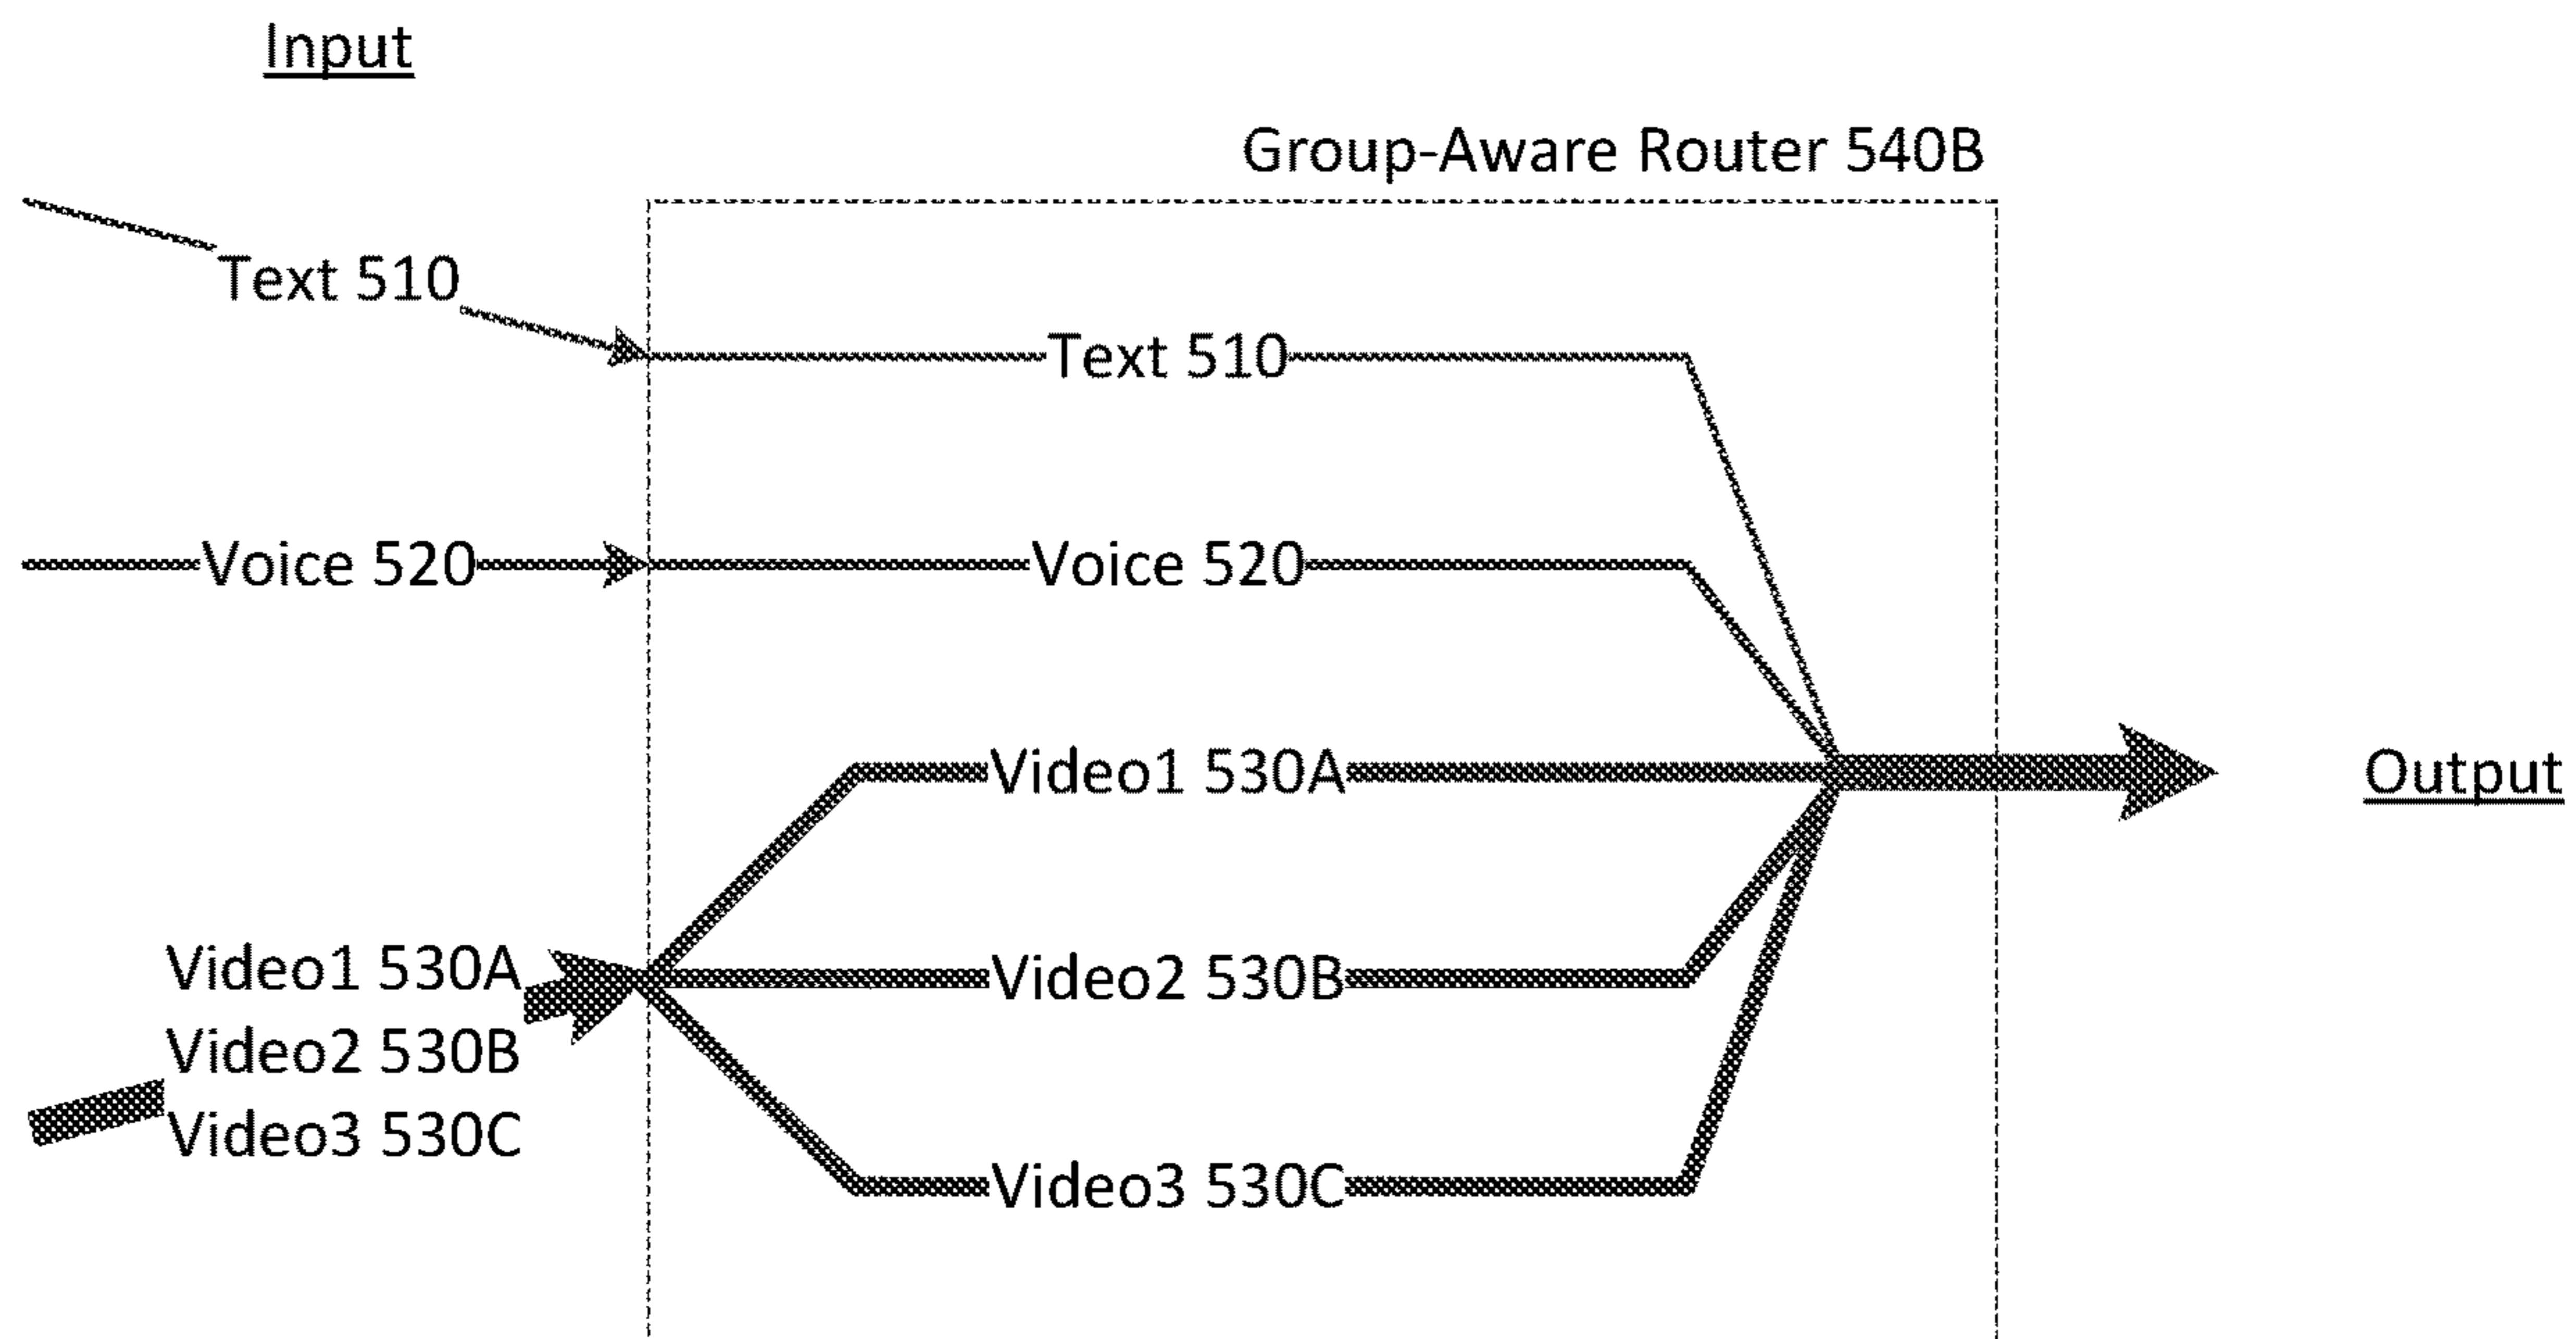 Input
Group-Aware Router 540B
Text 510
Text 510
Voice 520
Voice 520
Video1 530A
Output
Video1 530A
Video2 530B
Video3 530C
Video2 530B
Video3 530C